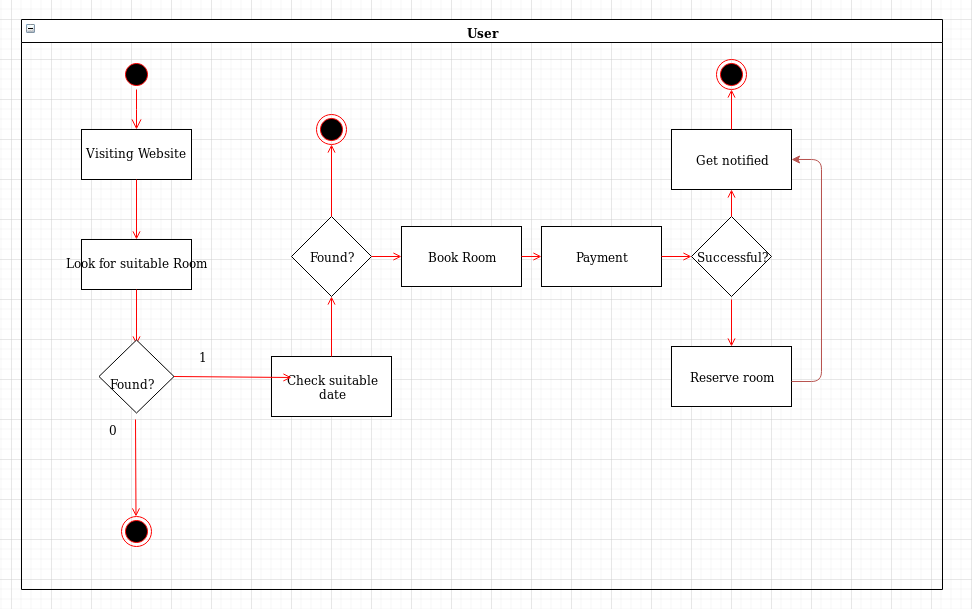 User
Visiting Website
Look for suitable Room
Found?
1
0
Check suitable
date
Found?
Book Room
Payment
Successful?
Get notified
Reserve room